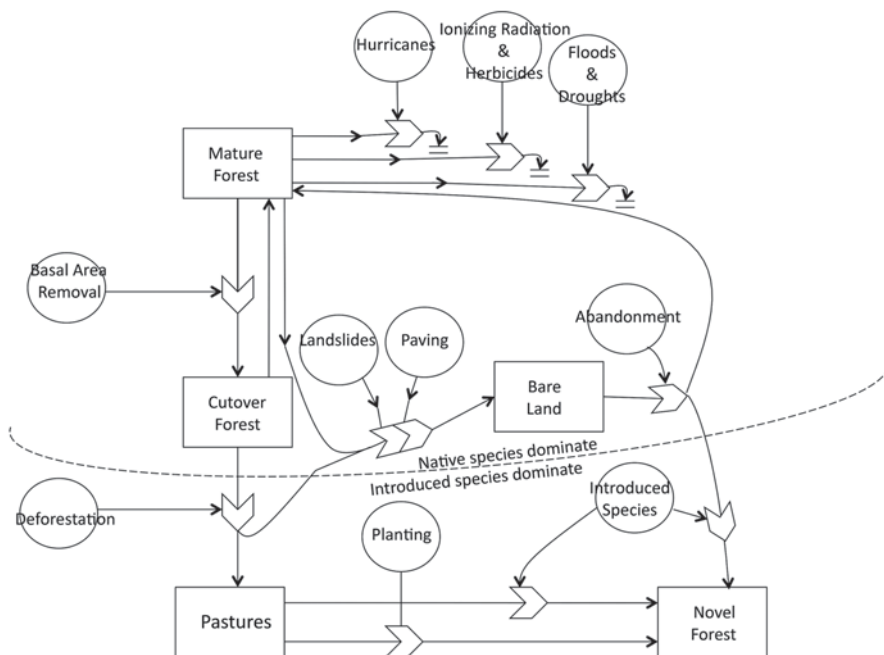 Hurricanes
Ionizing Radiation
&
Herbicides
Floods
&
Droughts
Mature
Forest
Basal Area
Removal
Landslides
Paving
Abandonment
Bare
Land
Cutover
Forest
Native species dominate
Introduced species dominate
Deforestation
Planting
Introduced
Species
Pastures
Novel
Forest